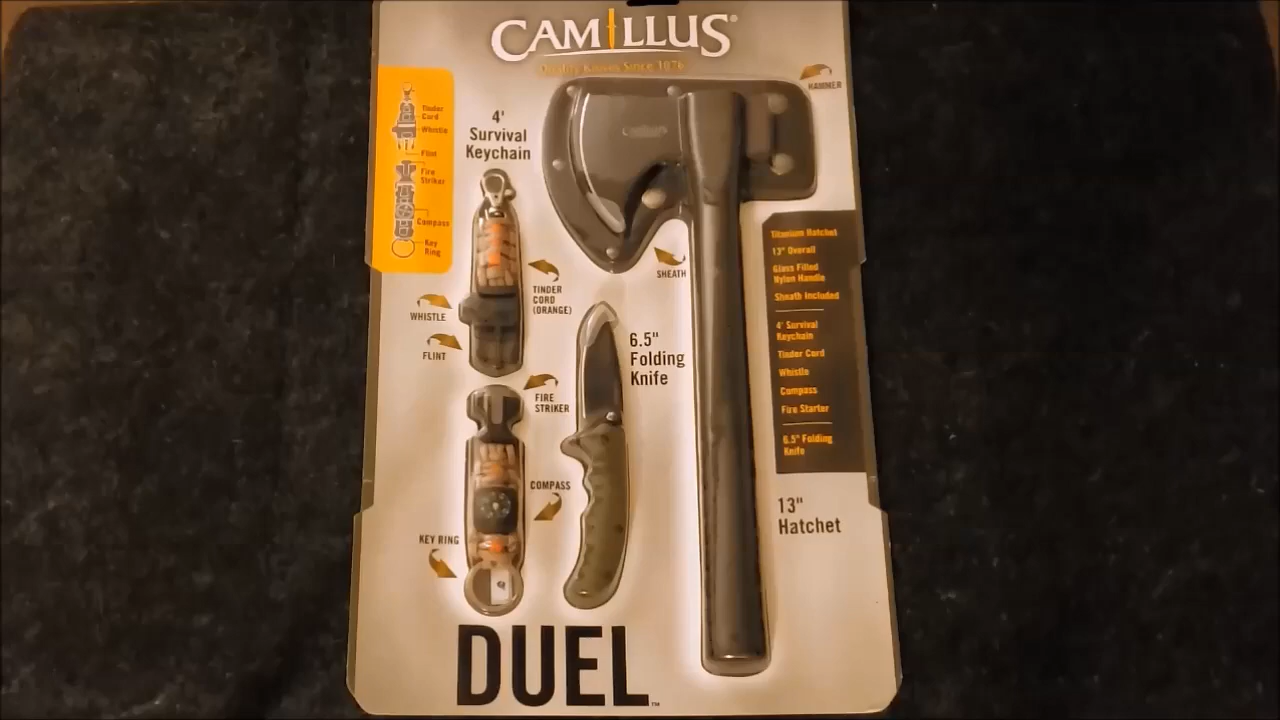 CAMILLUS®
Quality Knives Since 1876
HAMMER
Tinder
Cord
Whistle
Flint
Fire
Striker
Compass
Key
Ring
4'
Survival
Keychain
SHEATH
TINDER
CORD
(ORANGE)
WHISTLE
FLINT
FIRE
STRIKER
COMPASS
KEY RING
6.5"
Folding
Knife
Titanium Hatchet
13" Overall
Glass Filled
Nylon Handle
Sheath Included
4' Survival
Keychain
Tinder Cord
Whistle
Compass
Fire Starter
6.5" Folding
Knife
13"
Hatchet
DUEL™